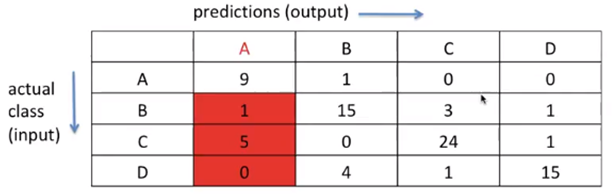 predictions (output)
A B C D
actual class (input)
A 9 1 0 0
B 1 15 3 1
C 5 0 24 1
D 0 4 1 15